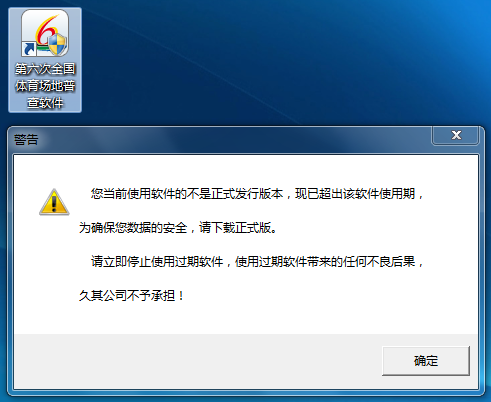 第六次全国
体育场地普
查软件
警告
您当前使用软件的不是正式发行版本，现已超出该软件使用期，
为确保您数据的安全，请下载正式版。
请立即停止使用过期软件，使用过期软件带来的任何不良后果，
久其公司不予承担！
确定